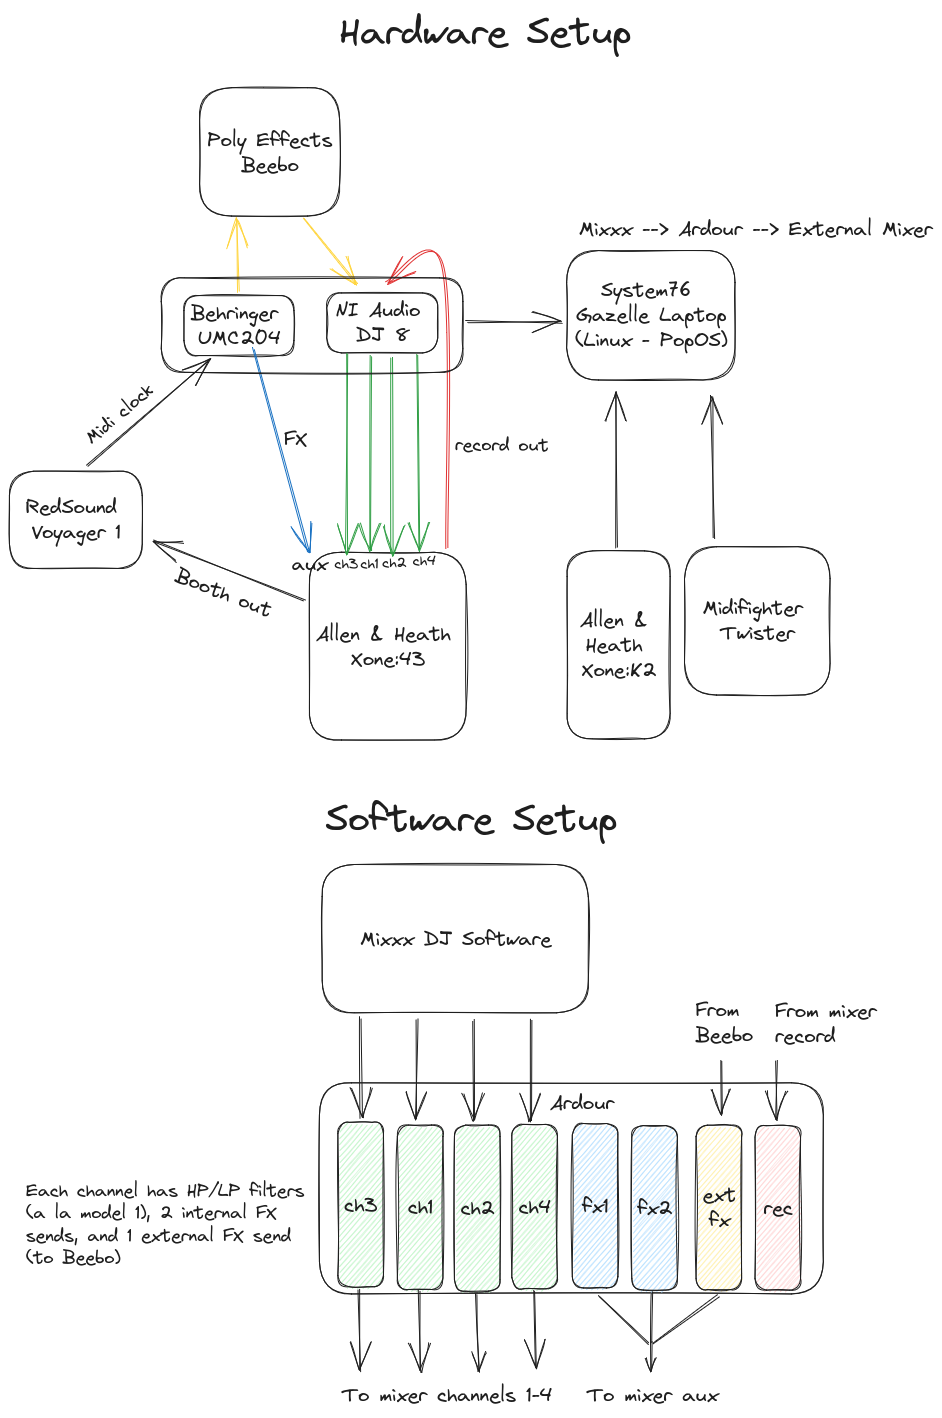 Hardware Setup
Poly Effects
Beebo
Mixxx --> Ardour --> External Mixer
System76
Gazelle Laptop
(Linux - PopOS)
Behringer
UMC204
NI Audio
DJ 8
Midi clock
FX
record out
RedSound
Voyager 1
Booth out
aux ch3 ch1 ch2 ch4
Allen & Heath
Xone:43
Allen &
Heath
Xone:K2
Midifighter
Twister
Software Setup
Mixxx DJ Software
From
Beebo
From mixer
record
Ardour
Each channel has HP/LP filters
(a la model 1), 2 internal FX
sends, and 1 external FX send
(to Beebo)
ch3
ch1
ch2
ch4
fx1
fx2
ext
fx
rec
To mixer channels 1-4
To mixer aux